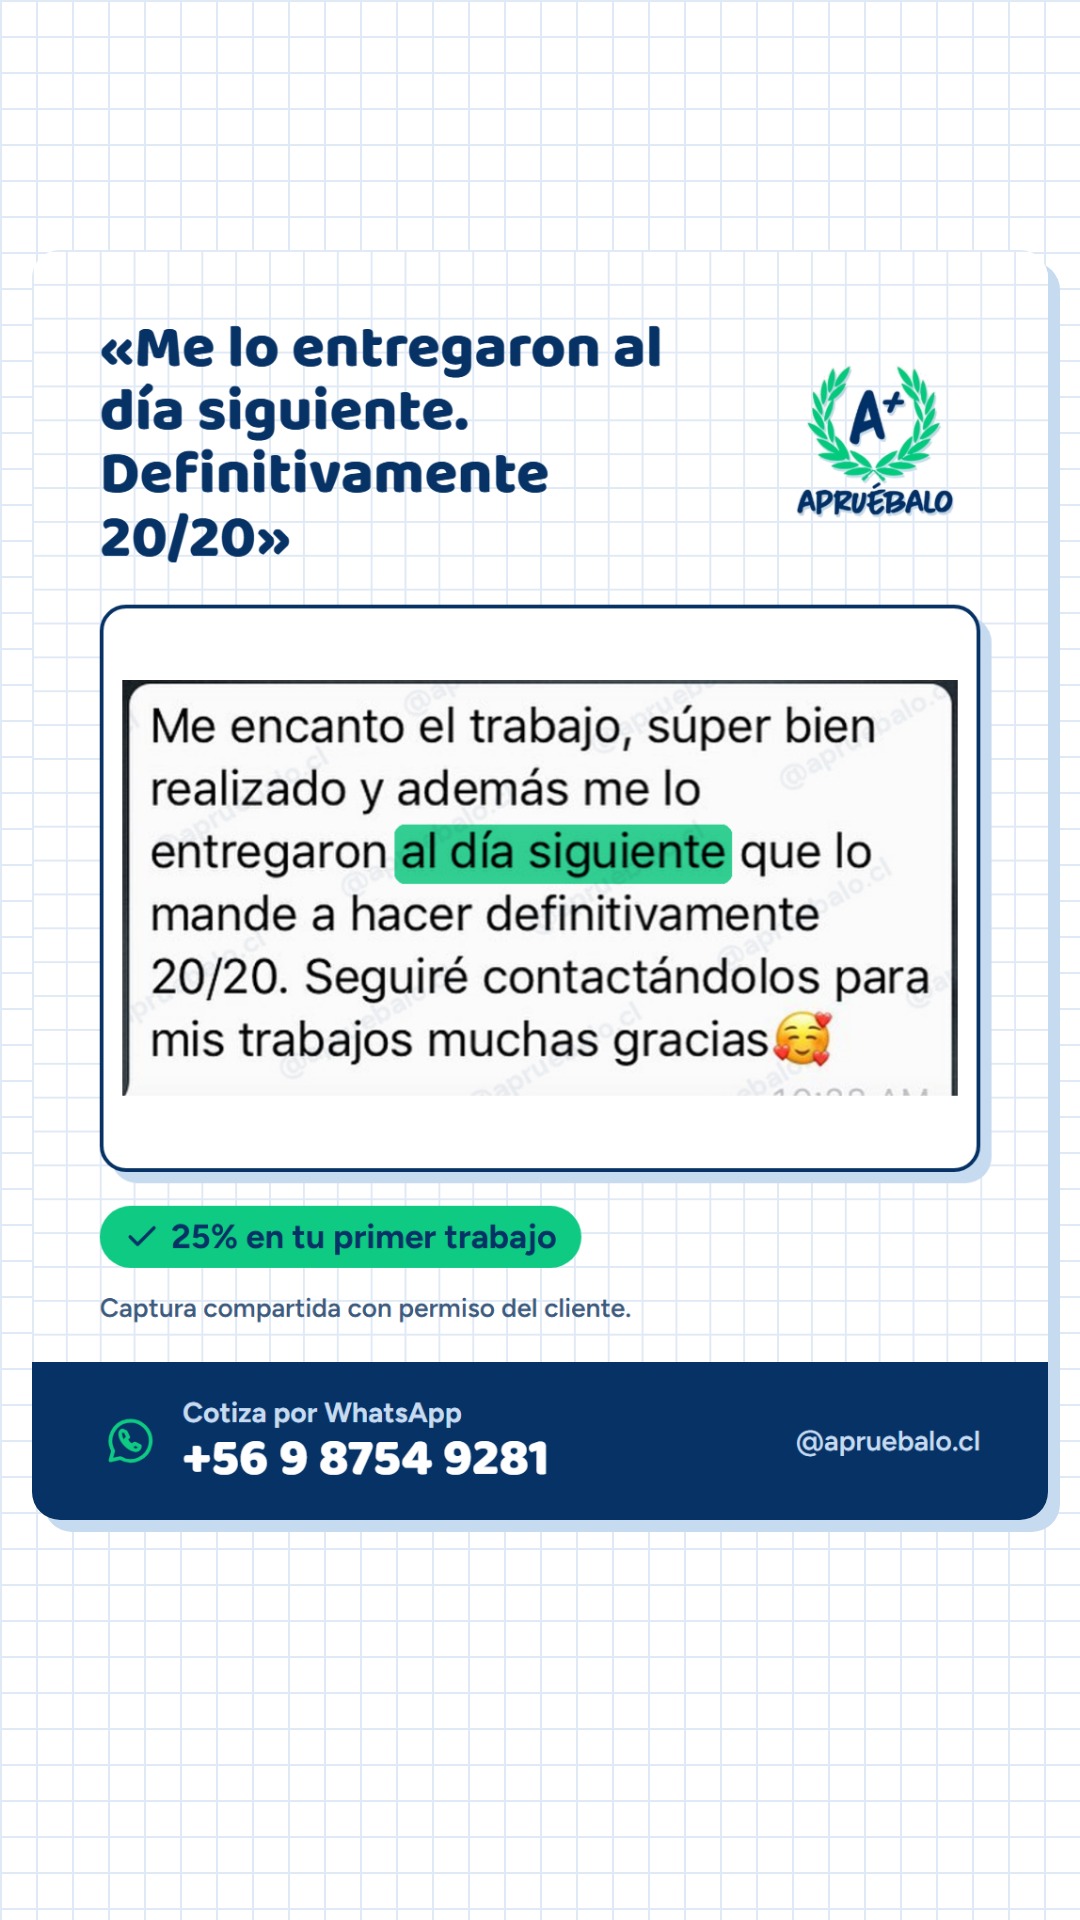 «Me lo entregaron al
día siguiente.
Definitivamente
20/20»
A+
APRUÉBALO
Me encanto el trabajo, súper bien
realizado y además me lo
entregaron al día siguiente que lo
mande a hacer definitivamente
20/20. Seguiré contactándolos para
mis trabajos muchas gracias🥰
✓ 25% en tu primer trabajo
Captura compartida con permiso del cliente.
Cotiza por WhatsApp
+56 9 8754 9281
@apruebalo.cl